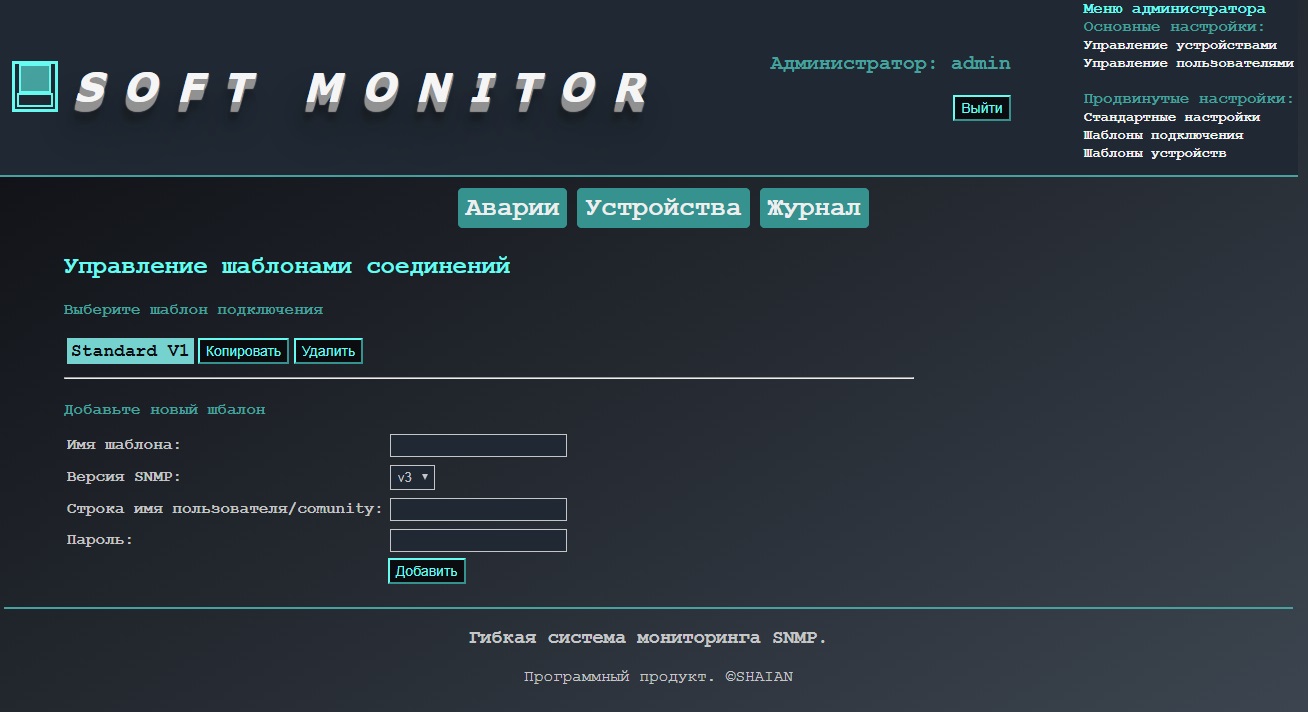 SOFT MONITOR
Администратор: admin
Выйти
Меню администратора
Основные настройки:
Управление устройствами
Управление пользователями
Продвинутые настройки:
Стандартные настройки
Шаблоны подключения
Шаблоны устройств
Аварии Устройства Журнал
Управление шаблонами соединений
Выберите шаблон подключения
Standard V1 Копировать Удалить
Добавьте новый шбалон
Имя шаблона:
Версия SNMP: v3
Строка имя пользователя/comunity:
Пароль:
Добавить
Гибкая система мониторинга SNMP.
Программный продукт. ©SHAIAN